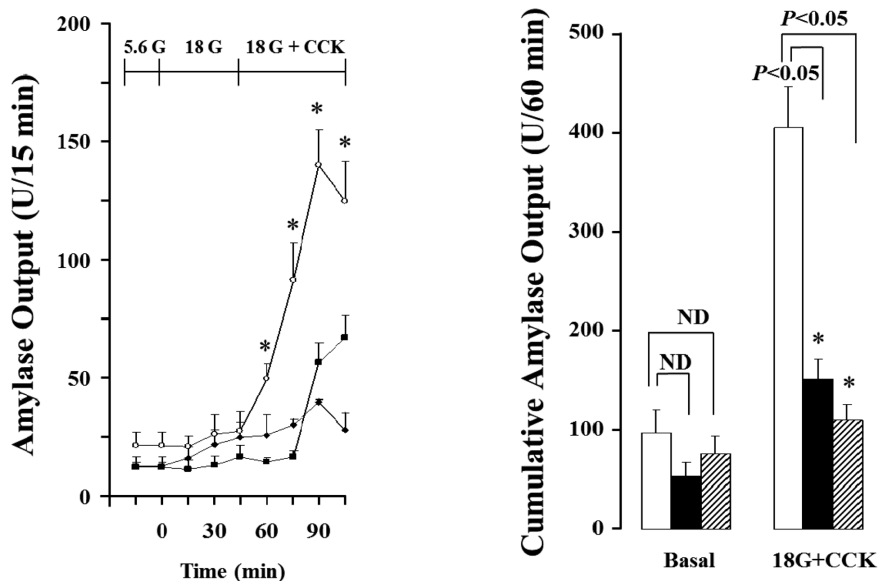 Amylase Output (U/15 min)
200
150
100
50
0
5.6 G 18 G 18 G + CCK
*
*
*
*
0 30 60 90
Time (min)
Cumulative Amylase Output (U/60 min)
500
400
300
200
100
0
P<0.05
P<0.05
ND
ND
*
*
Basal 18G+CCK